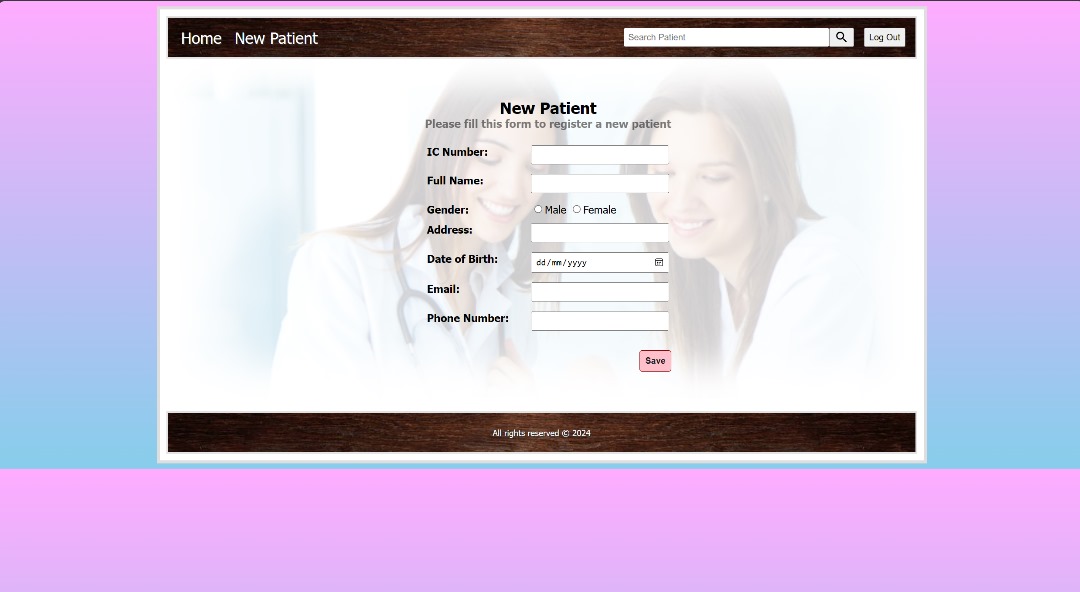 Home New Patient Search Patient Log Out
New Patient
Please fill this form to register a new patient
IC Number:
Full Name:
Gender: Male Female
Address:
Date of Birth: dd/mm/yyyy
Email:
Phone Number:
Save
All rights reserved © 2024